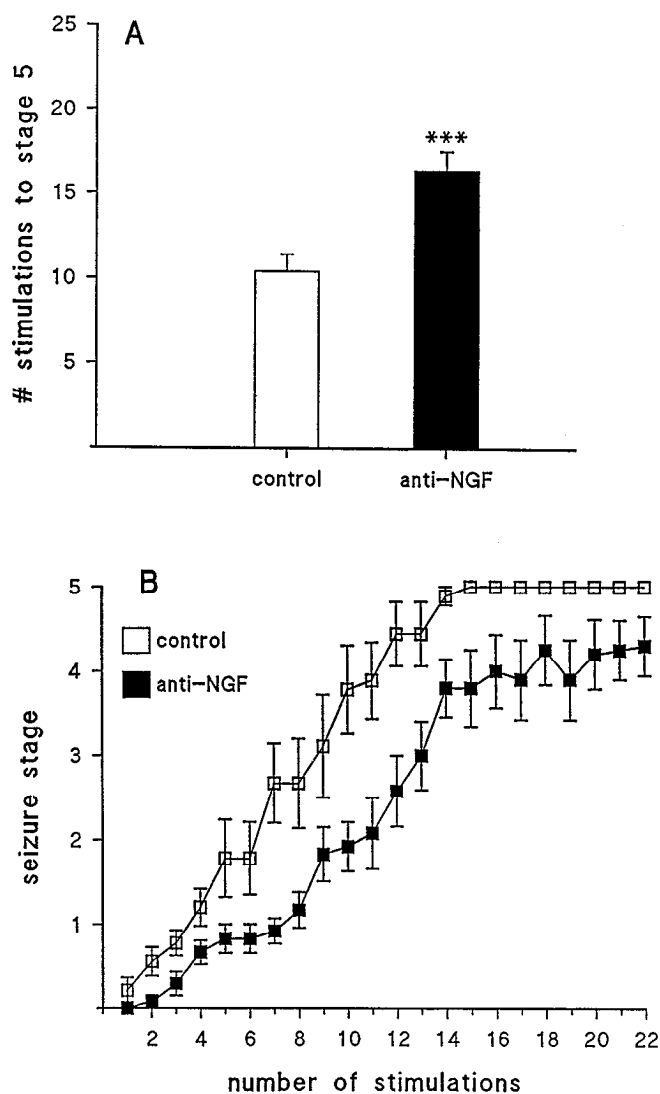 A
25
20
15
10
5
# stimulations to stage 5
***
control
anti-NGF
B
5
4
3
2
1
seizure stage
control
anti-NGF
2 4 6 8 10 12 14 16 18 20 22
number of stimulations